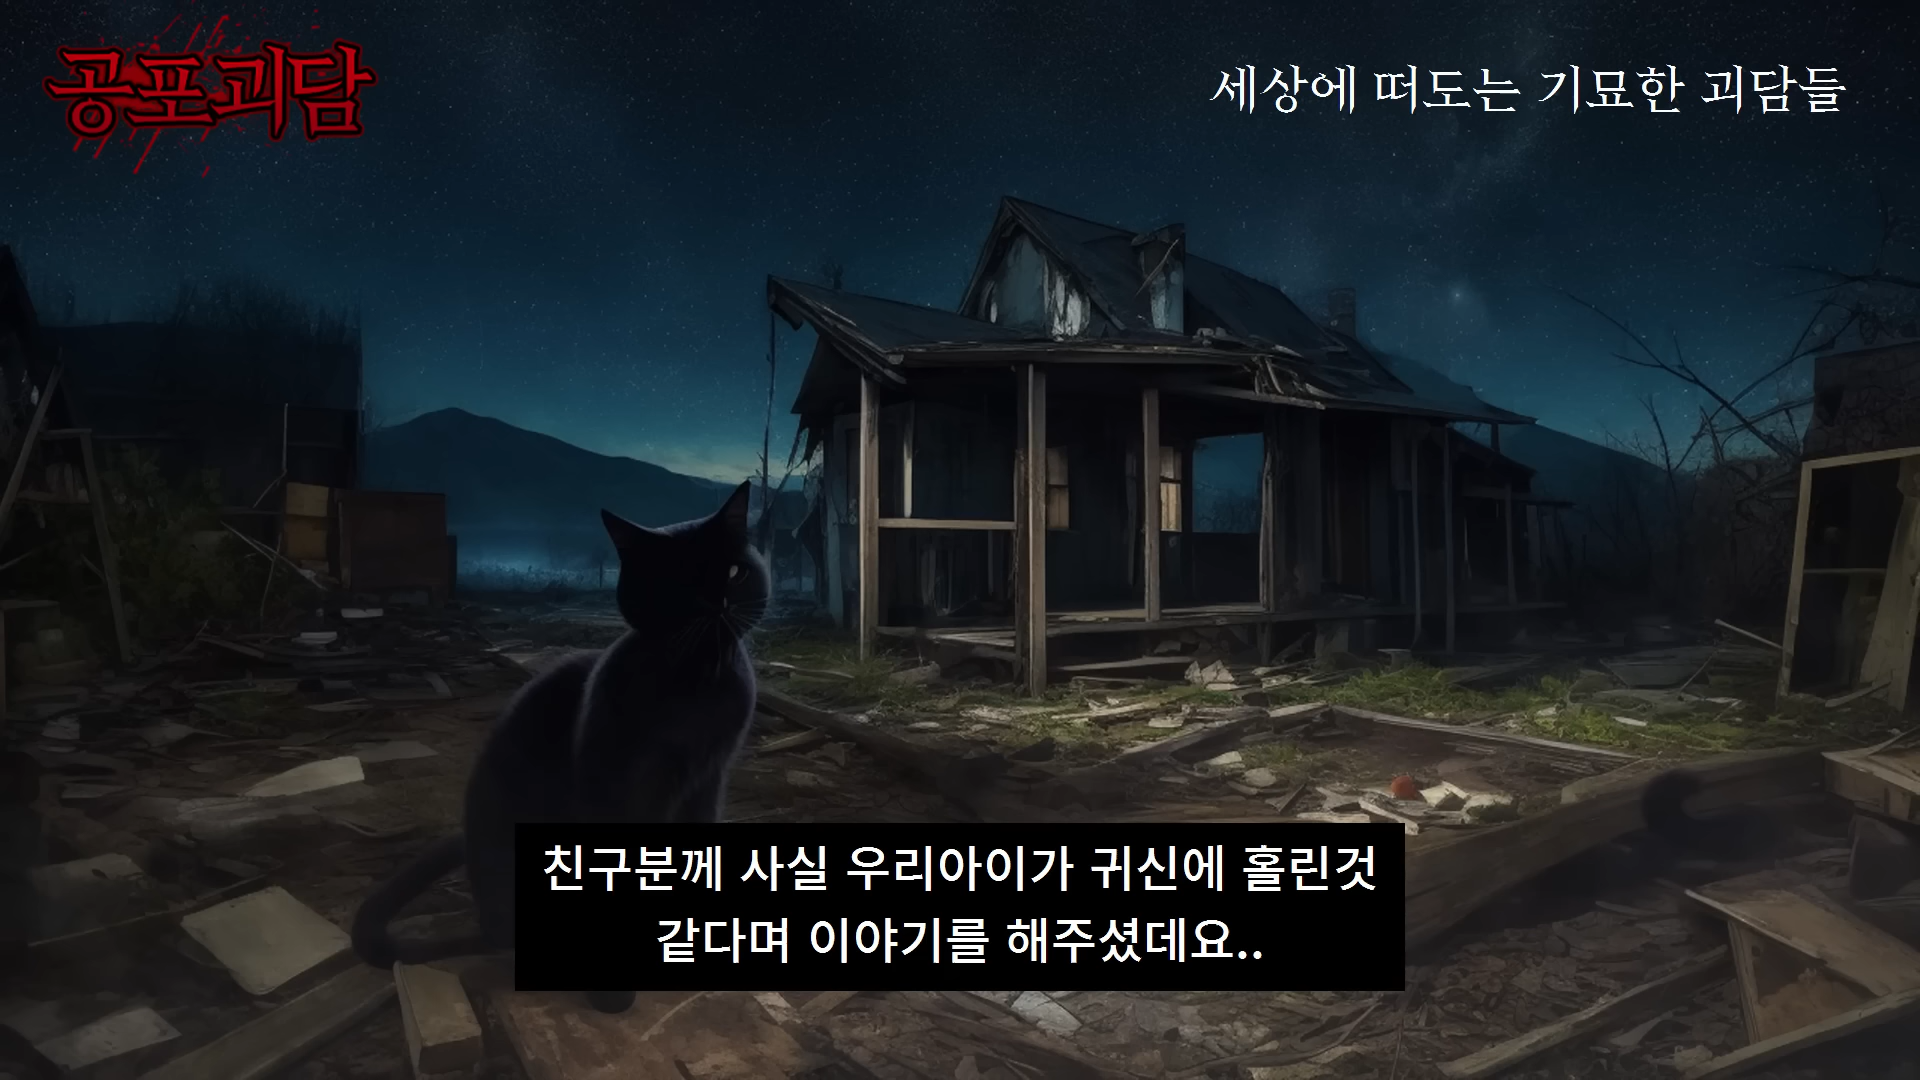 공포괴담
세상에 떠도는 기묘한 괴담들
친구분께 사실 우리아이가 귀신에 홀린것
같다며 이야기를 해주셨데요..